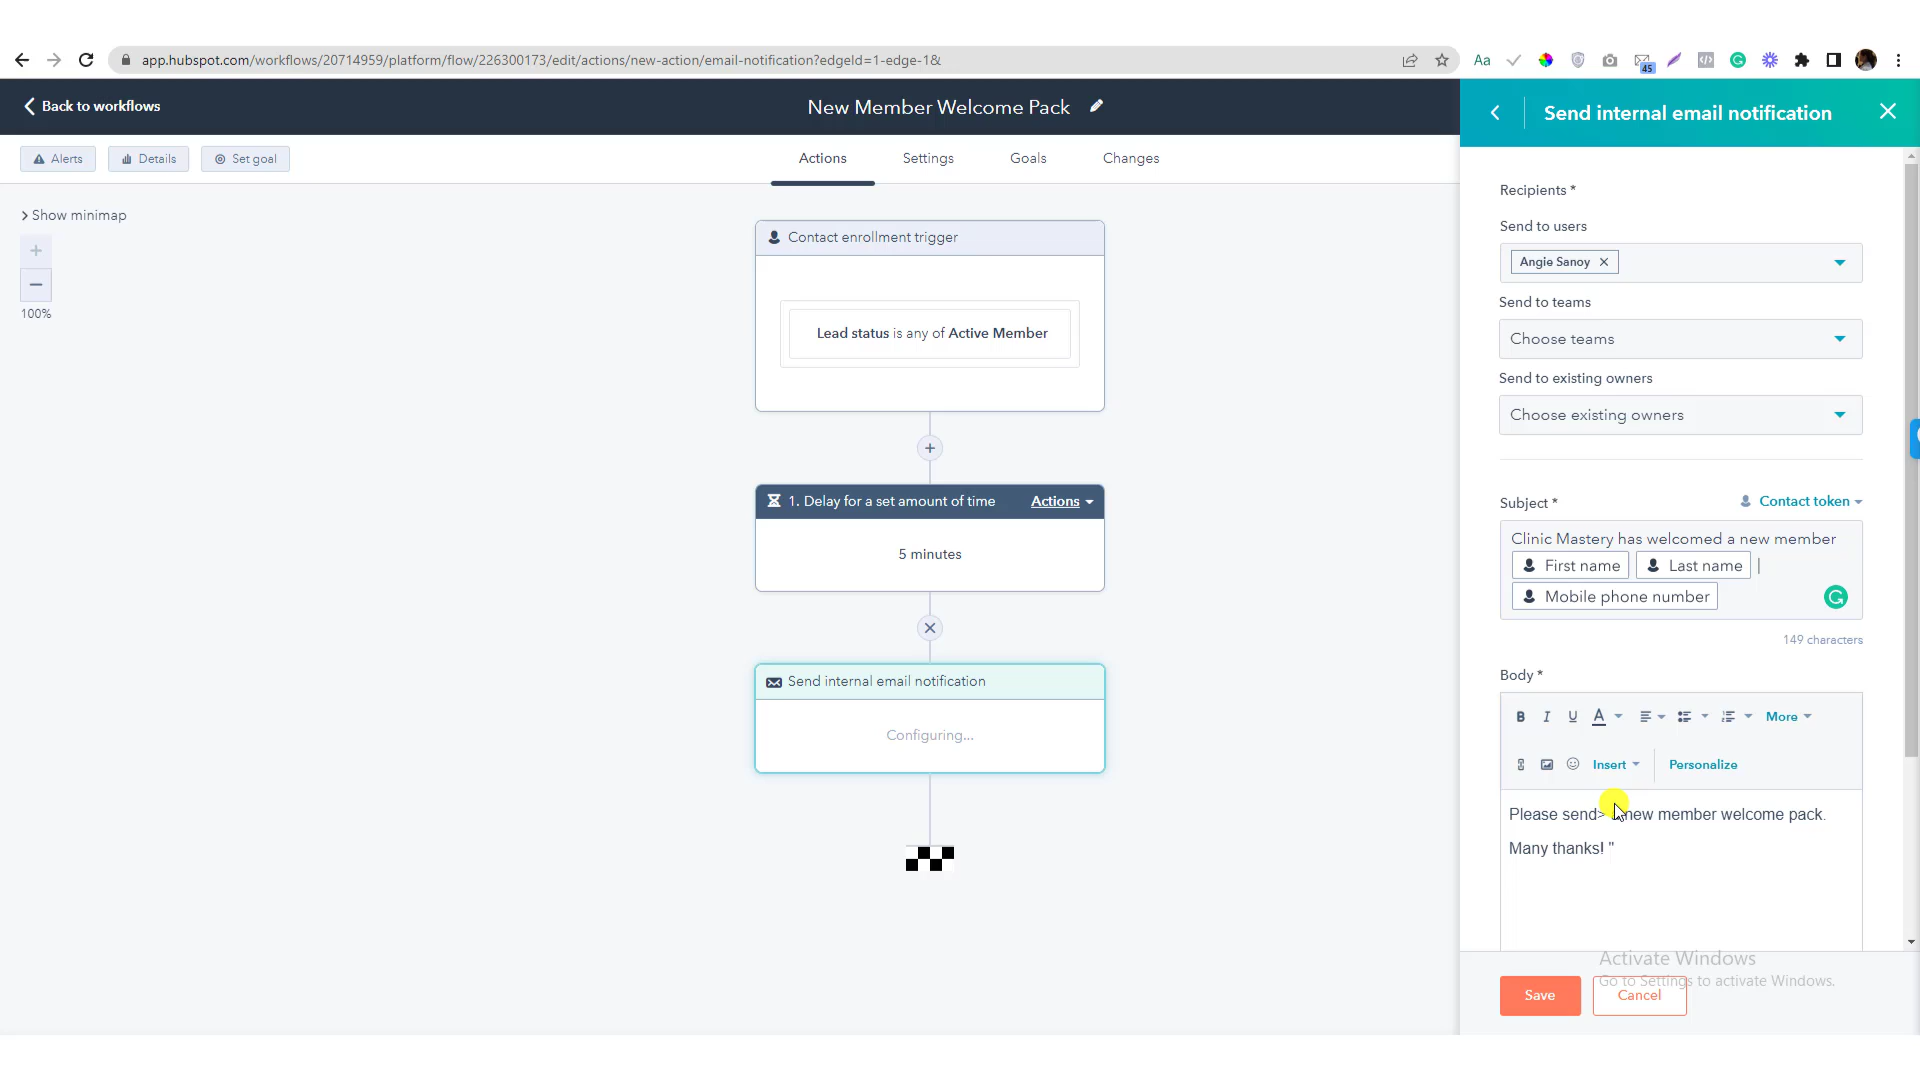 app.hubspot.com/workflows/20714959/platform/flow/226300173/edit/actions/new-action/email-notification?edgeId=1-edge-1&
Aa
45
Back to workflows
New Member Welcome Pack
Send internal email notification
Alerts
Details
Set goal
Actions
Settings
Goals
Changes
Show minimap
100%
Contact enrollment trigger
Lead status is any of Active Member
1. Delay for a set amount of time
Actions
5 minutes
Send internal email notification
Configuring...
Recipients *
Send to users
Angie Sanoy
Send to teams
Choose teams
Send to existing owners
Choose existing owners
Subject *
Contact token
Clinic Mastery has welcomed a new member
First name Last name
Mobile phone number
149 characters
Body *
B I U A More
Insert
Personalize
Please send> new member welcome pack.
Many thanks! "
Activate Windows
Go to Settings to activate Windows.
Save
Cancel